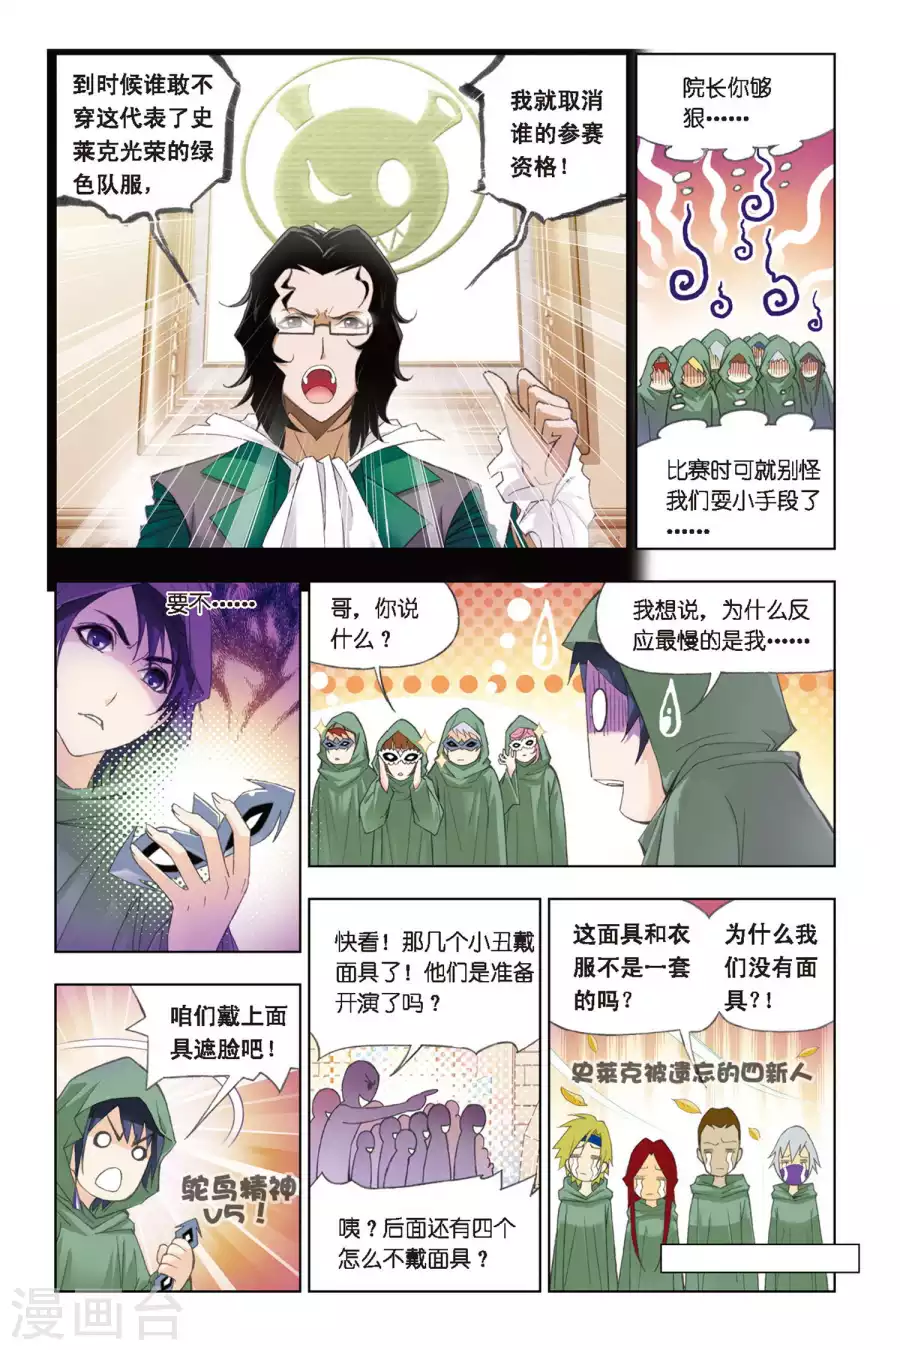 到时候谁敢不
穿这代表了史
莱克光荣的绿
色队服，
我就取消
谁的参赛
资格！
院长你够
狠……
比赛时可就别怪
我们耍小手段了
……
要不……
哥，你说
什么？
我想说，为什么反
应最慢的是我……
咱们戴上面
具遮脸吧！
鸵鸟精神
v5！
快看！那几个小丑戴
面具了！他们是准备
开演了吗？
咦？后面还有四个
怎么不戴面具？
这面具和衣
服不是一套
的吗？
为什么我
们没有面
具？！
史莱克被遗忘的四新人
漫画台